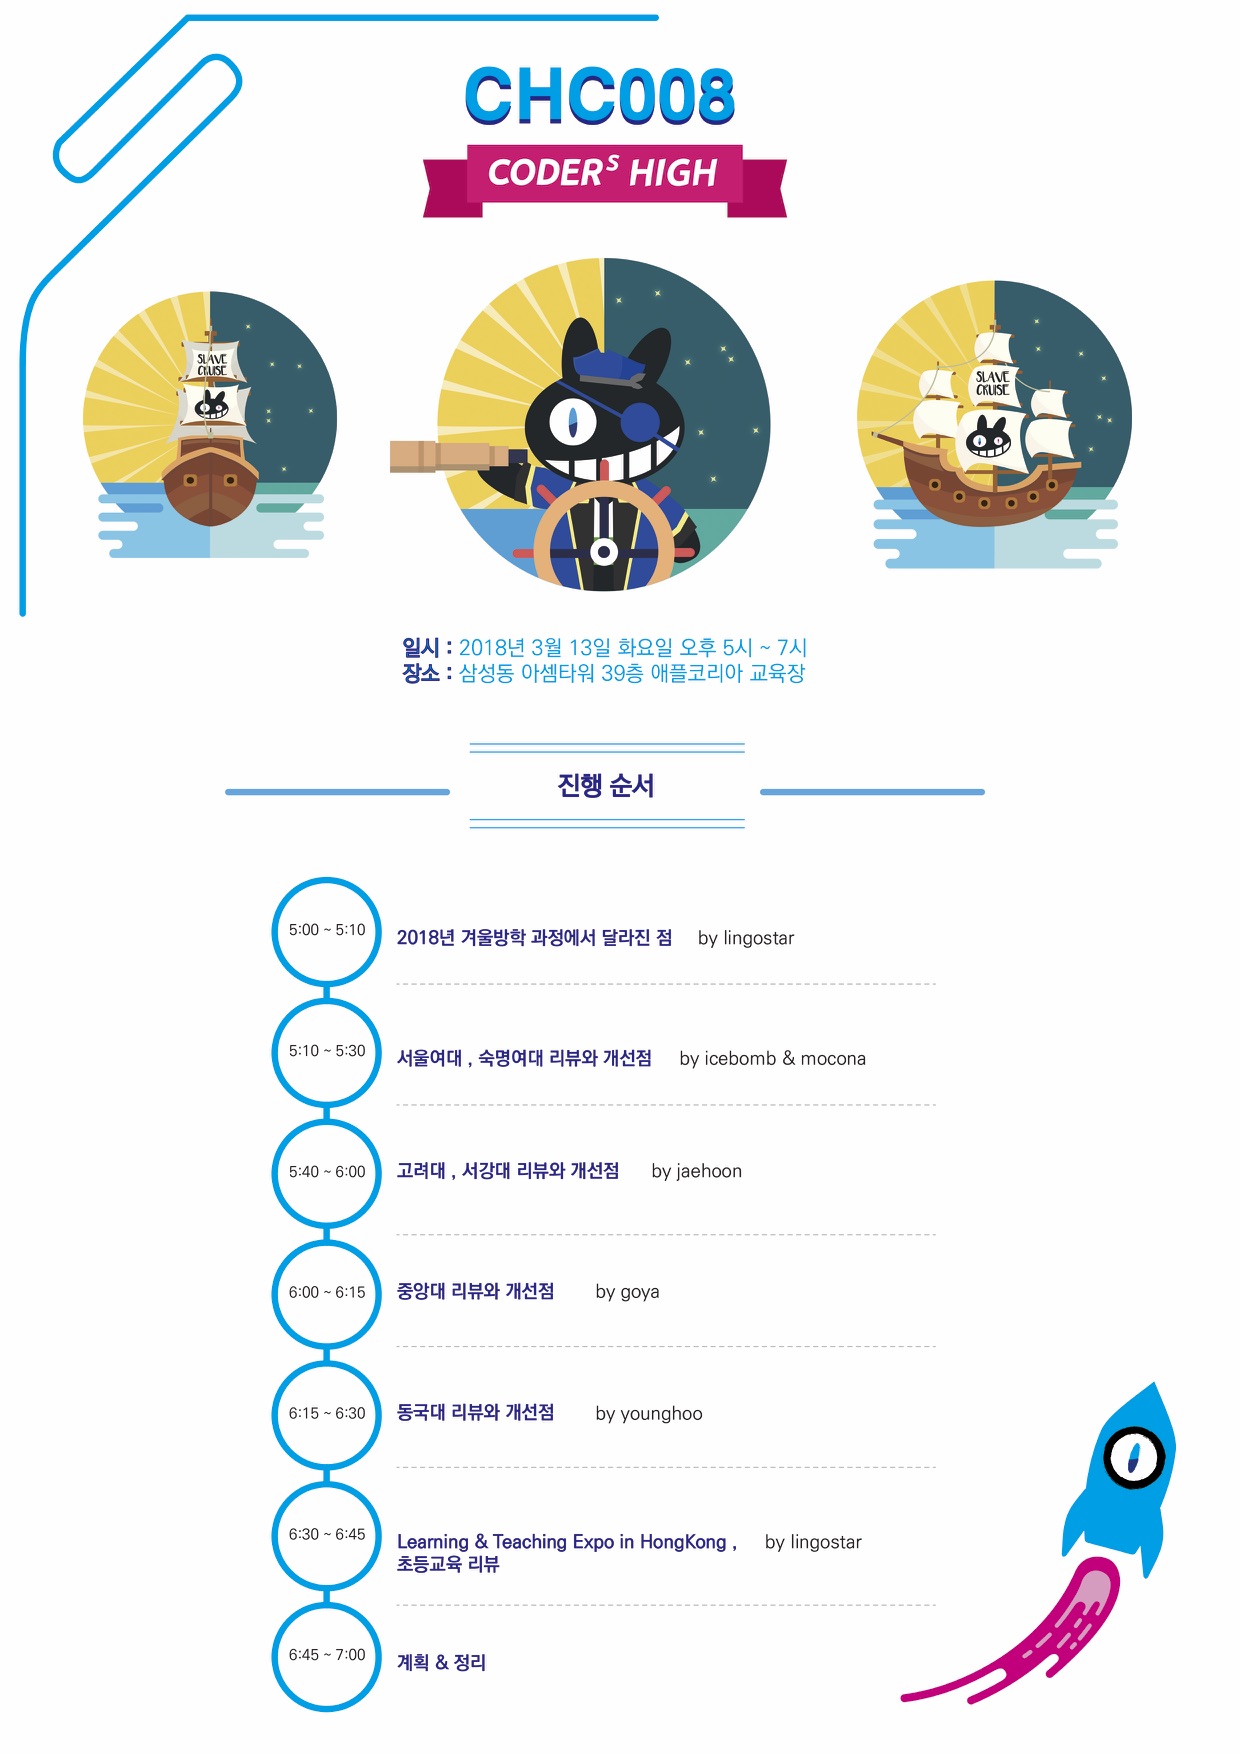 CHC008
CODERS HIGH
SLAVE
CRUISE
SLAVE
CRUISE
일시 : 2018년 3월 13일 화요일 오후 5시 ~ 7시
장소 : 삼성동 아셈타워 39층 애플코리아 교육장
진행 순서
5:00 ~ 5:10 2018년 겨울방학 과정에서 달라진 점 by lingostar
5:10 ~ 5:30 서울여대 , 숙명여대 리뷰와 개선점 by icebomb & mocona
5:40 ~ 6:00 고려대 , 서강대 리뷰와 개선점 by jaehoon
6:00 ~ 6:15 중앙대 리뷰와 개선점 by goya
6:15 ~ 6:30 동국대 리뷰와 개선점 by younghoo
6:30 ~ 6:45 Learning & Teaching Expo in HongKong , by lingostar
초등교육 리뷰
6:45 ~ 7:00 계획 & 정리